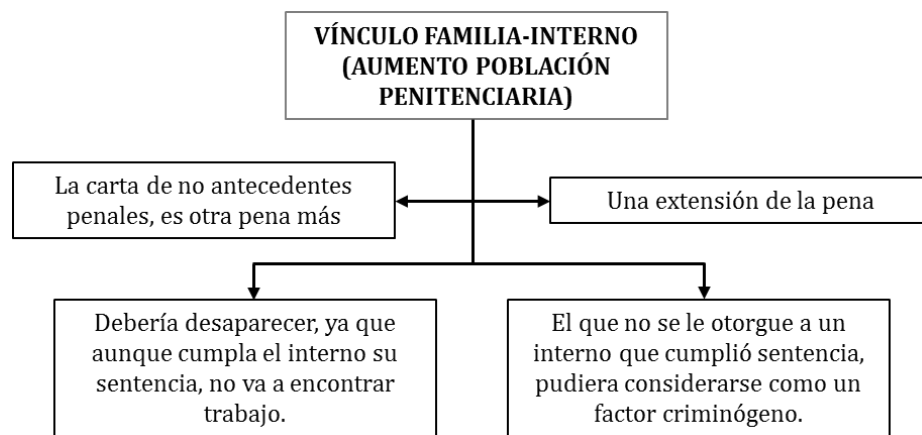 VÍNCULO FAMILIA-INTERNO
(AUMENTO POBLACIÓN
PENITENCIARIA)
La carta de no antecedentes
penales, es otra pena más
Una extensión de la pena
Debería desaparecer, ya que
aunque cumpla el interno su
sentencia, no va a encontrar
trabajo.
El que no se le otorgue a un
interno que cumplió sentencia,
pudiera considerarse como un
factor criminógeno.